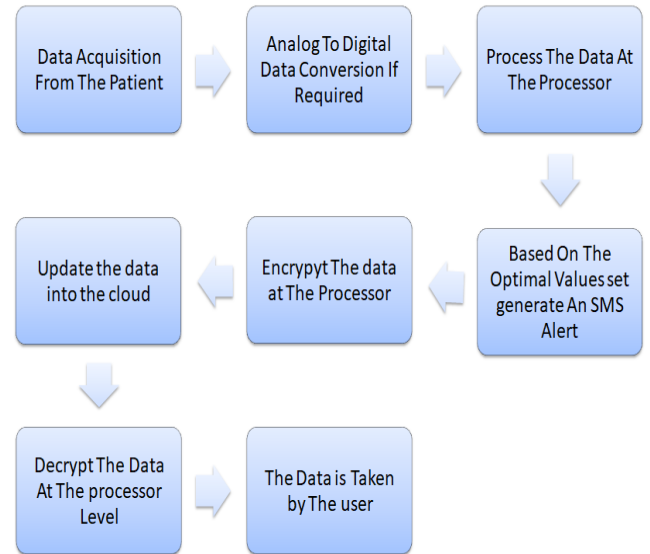 Data Acquisition
From The Patient
Analog To Digital
Data Conversion If
Required
Process The Data At
The Processor
Based On The
Optimal Values set
generate An SMS
Alert
Encrypyt The data
at The Processor
Update the data
into the cloud
Decrypt The Data
At The processor
Level
The Data is Taken
by The user